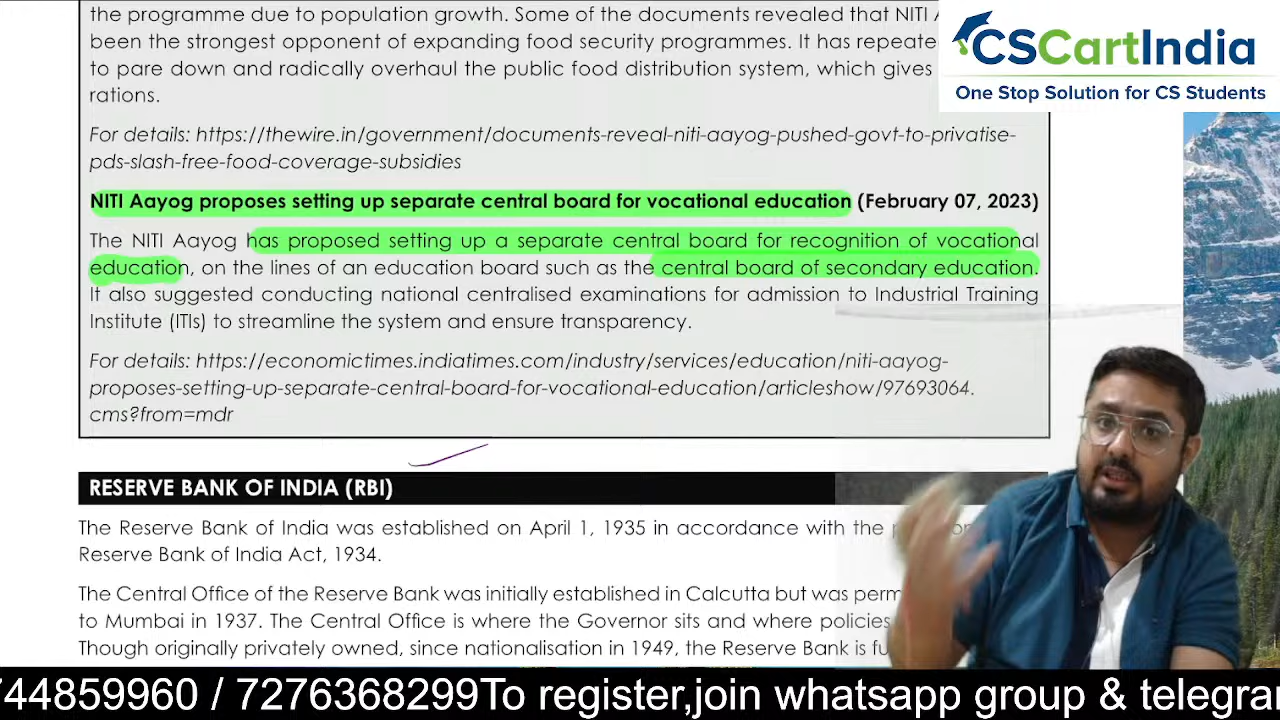 the programme due to population growth. Some of the documents revealed that NITI
been the strongest opponent of expanding food security programmes. It has
to pare down and radically overhaul the public food distribution system, which gives
rations.
CSCartIndia
One Stop Solution for CS Students
For details: https://thewire.in/government/documents-reveal-niti-aayog-pushed-govt-to-privatise-
pds-slash-free-food-coverage-subsidies
NITI Aayog proposes setting up separate central board for vocational education (February 07, 2023)
The NITI Aayog has proposed setting up a separate central board for recognition of vocational
education, on the lines of an education board such as the central board of secondary education.
It also suggested conducting national centralised examinations for admission to Industrial Training
Institute (ITIs) to streamline the system and ensure transparency.
For details: https://economictimes.indiatimes.com/industry/services/education/niti-aayog-
proposes-setting-up-separate-central-board-for-vocational-education/articleshow/97693064.
cms?from=mdr
RESERVE BANK OF INDIA (RBI)
The Reserve Bank of India was established on April 1, 1935 in accordance with the
Reserve Bank of India Act, 1934.
The Central Office of the Reserve Bank was initially established in Calcutta but was
to Mumbai in 1937. The Central Office is where the Governor sits and where policies
Though originally privately owned, since nationalisation in 1949, the Reserve Bank is
744859960 / 7276368299To register,join whatsapp group &